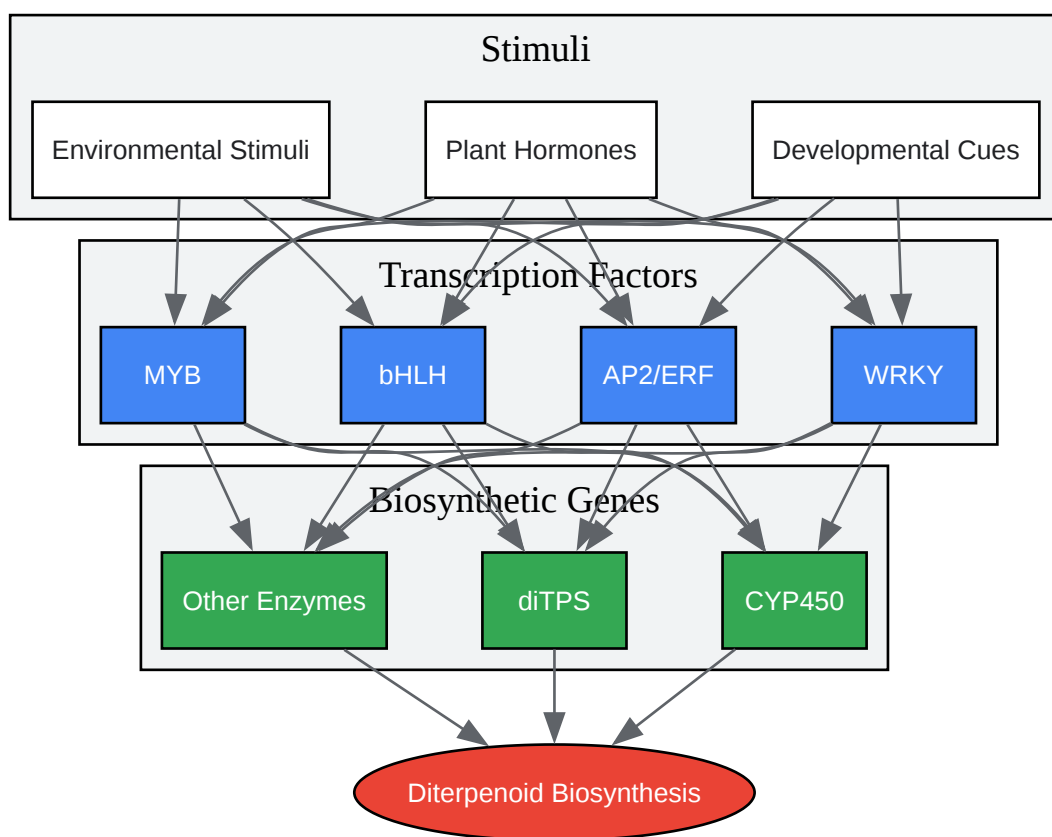 Stimuli
Environmental Stimuli
Plant Hormones
Developmental Cues
Transcription Factors
MYB
bHLH
AP2/ERF
WRKY
Biosynthetic Genes
Other Enzymes
diTPS
CYP450
Diterpenoid Biosynthesis